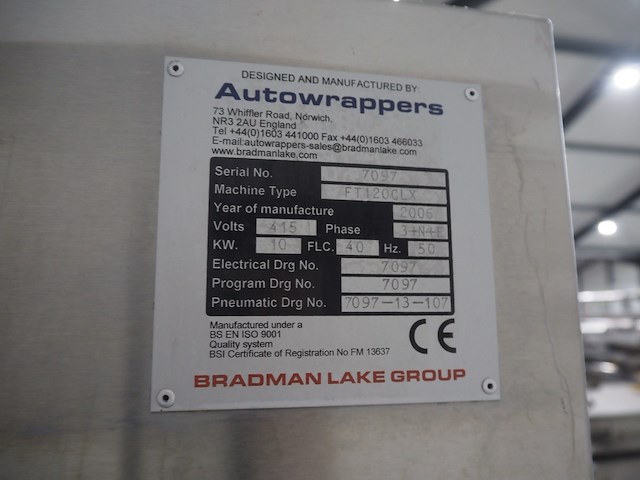 DESIGNED AND MANUFACTURED BY:
Autowrappers
73 Whiffler Road, Norwich,
NR3 2AU England
Tel +44(0)1603 441000 Fax +44(0)1603 466033
E-mail:autowrappers-sales@bradmanlake.com
www.bradmanlake.com
Serial No. 7097
Machine Type FT120CLX
Year of manufacture 2006
Volts 415 Phase 3+N+E
KW. 10 FLC. 40 Hz. 50
Electrical Drg No. 7097
Program Drg No. 7097
Pneumatic Drg No. 7097-13-107
Manufactured under a
BS EN ISO 9001
Quality system
BSI Certificate of Registration No FM 13637
CE
BRADMAN LAKE GROUP